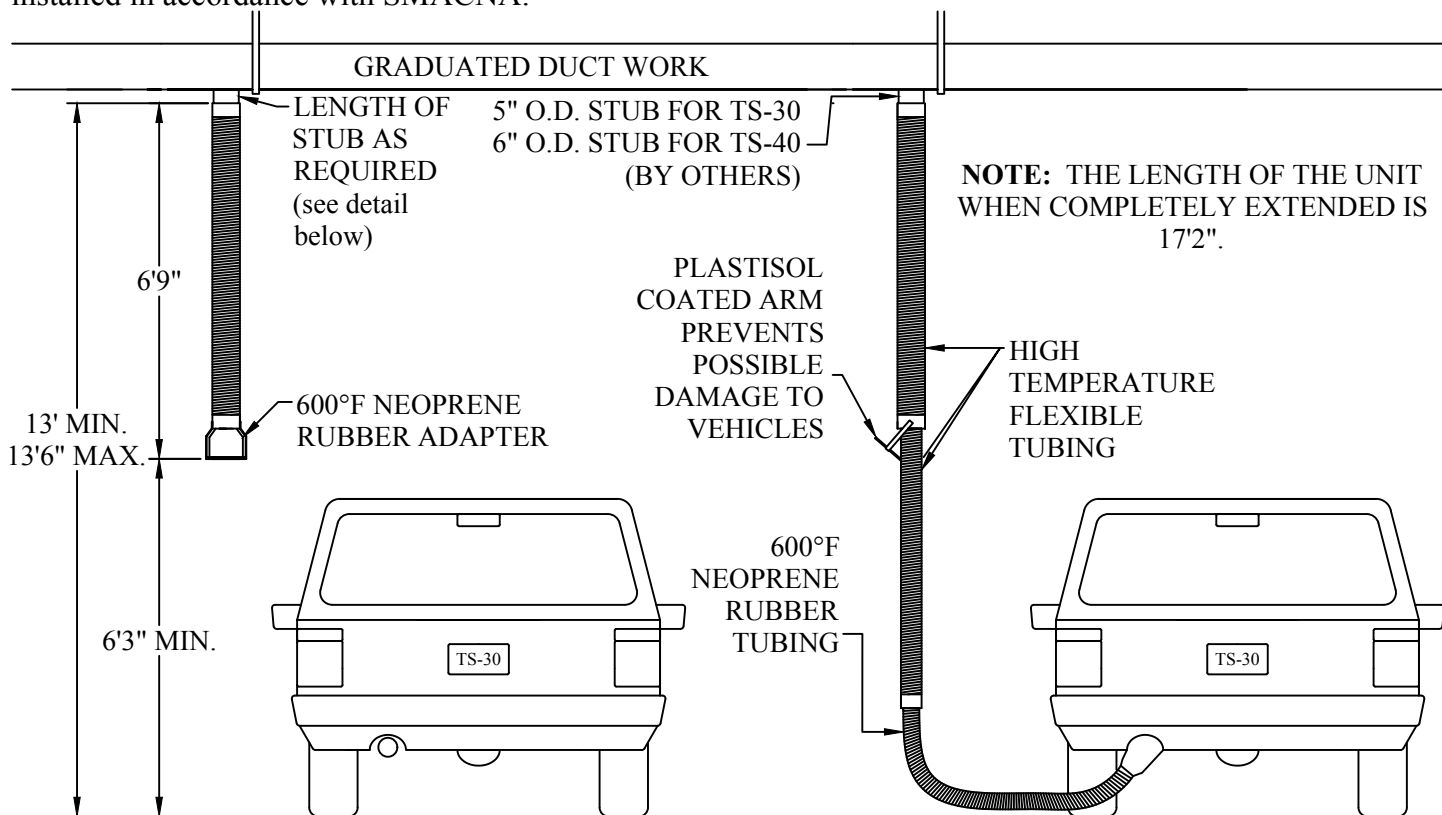 installed in accordance with SMACNA.
GRADUATED DUCT WORK
LENGTH OF
STUB AS
REQUIRED
(see detail
below)
5" O.D. STUB FOR TS-30
6" O.D. STUB FOR TS-40
(BY OTHERS)
NOTE: THE LENGTH OF THE UNIT
WHEN COMPLETELY EXTENDED IS
17'2".
6'9"
PLASTISOL
COATED ARM
PREVENTS
POSSIBLE
DAMAGE TO
VEHICLES
HIGH
TEMPERATURE
FLEXIBLE
TUBING
600°F NEOPRENE
RUBBER ADAPTER
13' MIN.
13'6" MAX.
600°F
NEOPRENE
RUBBER
TUBING
6'3" MIN.
TS-30
TS-30